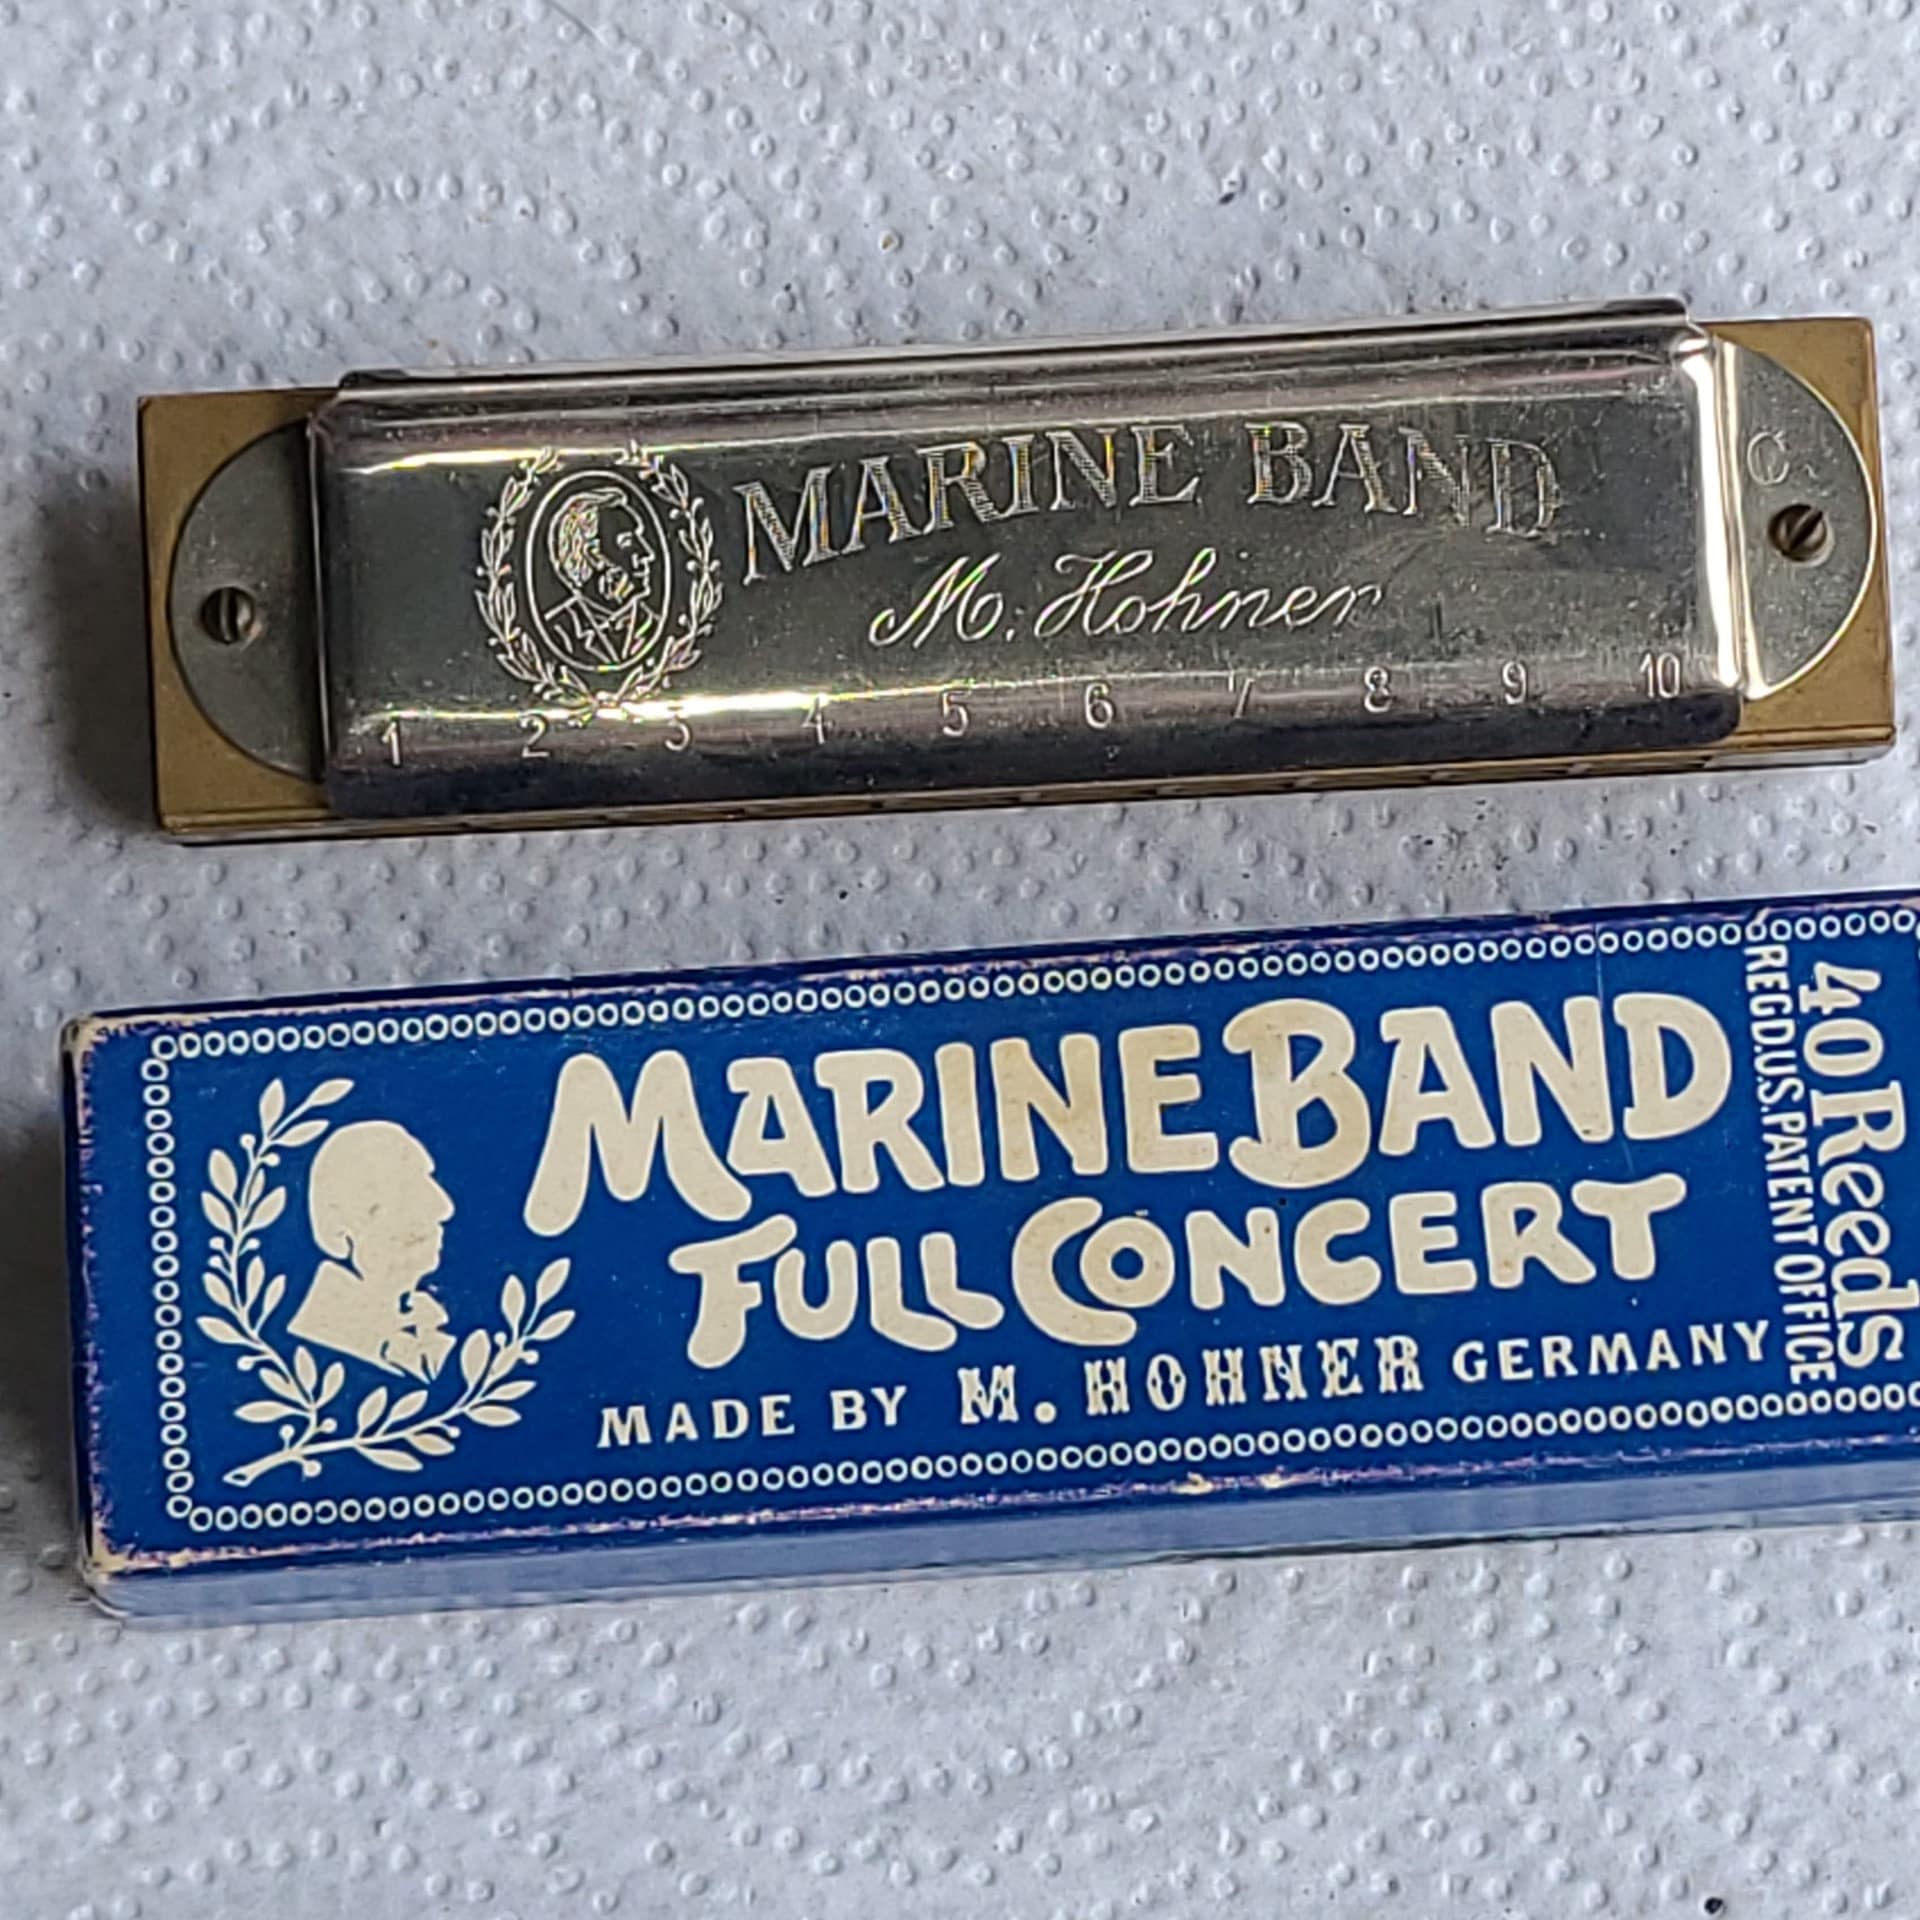 MARINE BAND
M. Hohner
1 2 3 4 5 6 7 8 9 10
MARINE BAND
FULL CONCERT
MADE BY M. HOHNER GERMANY
REGD.U.S.PATENT OFFICE
40 Reeds